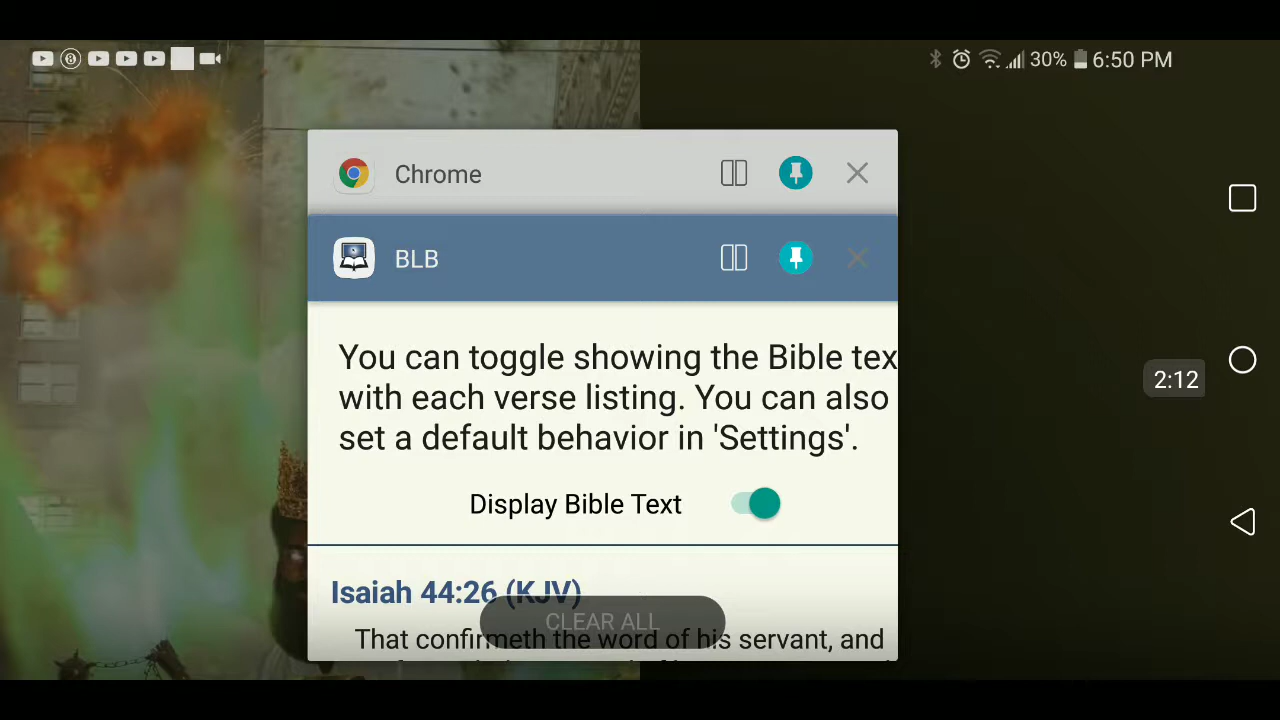 30% 6:50 PM
Chrome
BLB
You can toggle showing the Bible tex
with each verse listing. You can also
set a default behavior in 'Settings'.
2:12
Display Bible Text
Isaiah 44:26 (KJV)
CLEAR ALL
That confirmeth the word of his servant, and